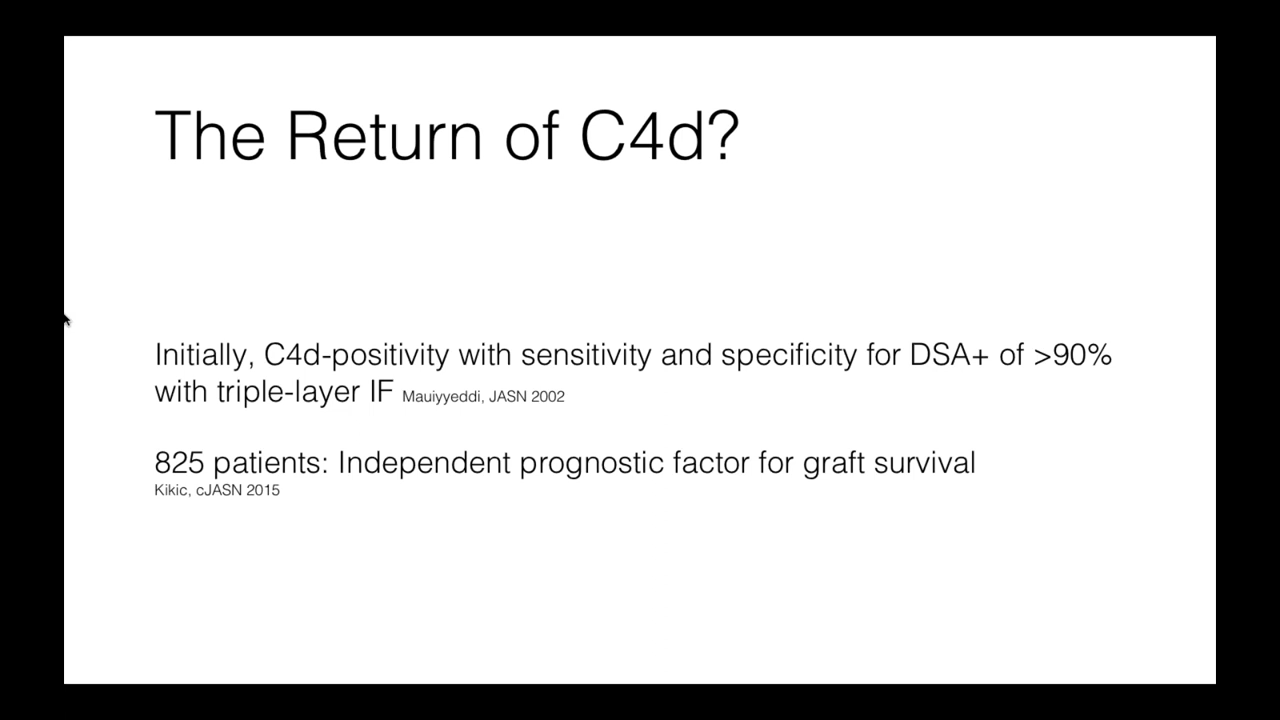 The Return of C4d?
Initially, C4d-positivity with sensitivity and specificity for DSA+ of >90%
with triple-layer IF Mauiyyeddi, JASN 2002
825 patients: Independent prognostic factor for graft survival
Kikic, cJASN 2015